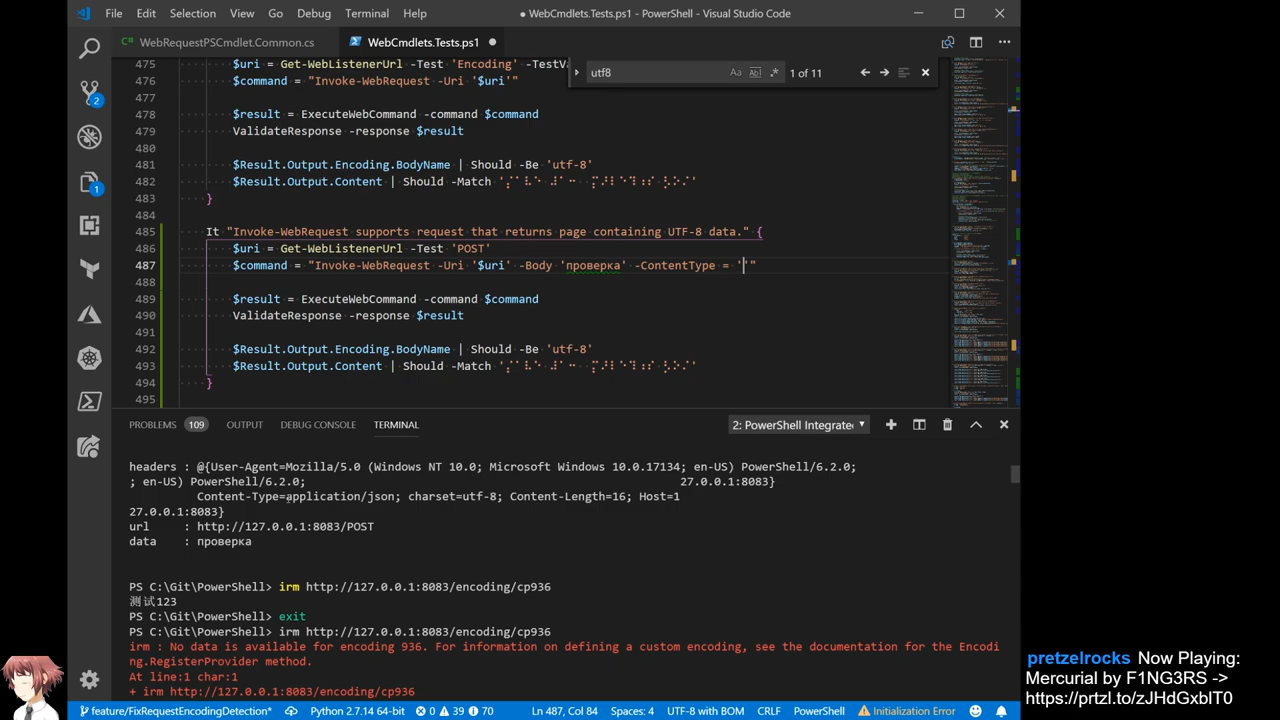 File Edit Selection View Go Debug Terminal Help
● WebCmdlets.Tests.ps1 - PowerShell - Visual Studio Code
WebRequestPSCmdlet.Common.cs
WebCmdlets.Tests.ps1
utf8
1 of 11
475 $uri = Get-WebListenerUrl -Test 'Encoding'
476 $command = "Invoke-WebRequest -Uri '$uri'"
477
478 $result = ExecuteWebCommand -command $command
479 ValidateResponse -response $result
480
481 $Result.Output.Encoding.BodyName | Should -Be 'utf-8'
482 $Result.Output.Content | Should -Match
483 }
484
485 It "Invoke-WebRequest supports request that returns page containing UTF-8 data." {
486 $uri = Get-WebListenerUrl -Test 'POST'
487 $command = "Invoke-WebRequest -Uri '$uri -Body 'проверка' -ContentType = ''"
488
489 $result = ExecuteWebCommand -command $command
490 ValidateResponse -response $result
491
492 $Result.Output.Encoding.BodyName | Should -Be 'utf-8'
493 $Result.Output.Content | Should -Match
494 }
495
PROBLEMS 109 OUTPUT DEBUG CONSOLE TERMINAL
2: PowerShell Integrate
headers : @{User-Agent=Mozilla/5.0 (Windows NT 10.0; Microsoft Windows 10.0.17134; en-US) PowerShell/6.2.0;
; en-US) PowerShell/6.2.0; 27.0.0.1:8083}
Content-Type=application/json; charset=utf-8; Content-Length=16; Host=1
27.0.0.1:8083}
url : http://127.0.0.1:8083/POST
data : проверка
PS C:\Git\PowerShell> irm http://127.0.0.1:8083/encoding/cp936
测试123
PS C:\Git\PowerShell> exit
PS C:\Git\PowerShell> irm http://127.0.0.1:8083/encoding/cp936
irm : No data is available for encoding 936. For information on defining a custom encoding, see the documentation for the Encodi
ng.RegisterProvider method.
At line:1 char:1
+ irm http://127.0.0.1:8083/encoding/cp936
pretzelrocks Now Playing:
Mercurial by F1NG3RS ->
https://prtzl.to/zJHdGxblT0
feature/FixRequestEncodingDetection* Python 2.7.14 64-bit 0 39 70 Ln 487, Col 84 Spaces: 4 UTF-8 with BOM CRLF PowerShell Initialization Error